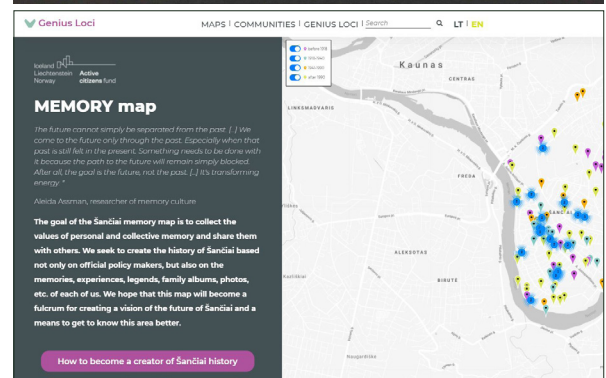 Genius Loci
MAPS | COMMUNITIES | GENIUS LOCI | Search
LT | EN
Iceland
Liechtenstein Active
Norway citizens fund
MEMORY map
The future cannot simply be separated from the past. [..] We
come to the future only through the past. Especially when that
past is still felt in the present. Something needs to be done with
it because the path to the future will remain simply blocked.
After all, the goal is the future, not the past. [..] It's transforming
energy. "
Aleida Assman, researcher of memory culture
The goal of the Šančiai memory map is to collect the
values of personal and collective memory and share them
with others. We seek to create the history of Šančiai based
not only on official policy makers, but also on the
memories, experiences, legends, family albums, photos,
etc. of each of us. We hope that this map will become a
fulcrum for creating a vision of the future of Šančiai and a
means to get to know this area better.
How to become a creator of Šančiai history
Kaunas
CENTRAS
LINKSMADVARIS
FREDA
ŠANČIAI
ALEKSOTAS
BIRUTĖ
Kazliškiai
Naugardiškė